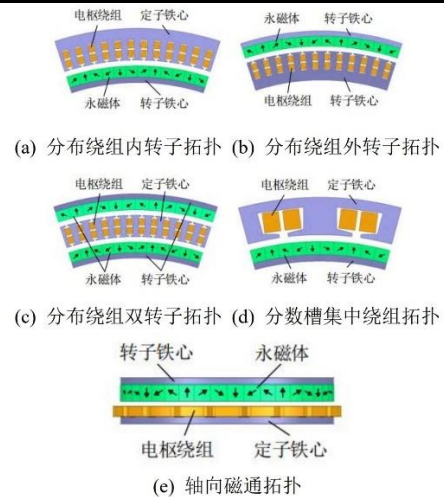 电枢绕组 定子铁心
永磁体 转子铁心
永磁体 转子铁心
电枢绕组 转子铁心
(a) 分布绕组内转子拓扑 (b) 分布绕组外转子拓扑
电枢绕组 定子铁心
永磁体 转子铁心
电枢绕组 定子铁心
永磁体 转子铁心
(c) 分布绕组双转子拓扑 (d) 分数槽集中绕组拓扑
转子铁心 永磁体
电枢绕组 定子铁心
(e) 轴向磁通拓扑